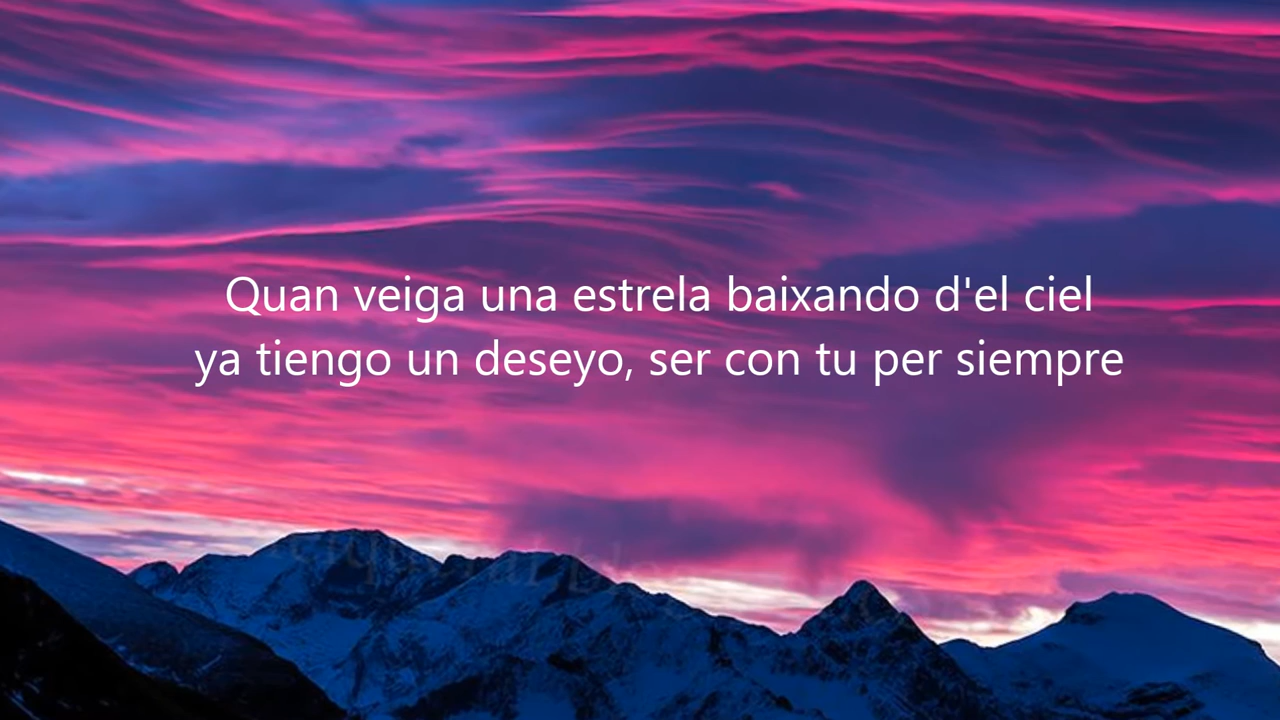 Quan veiga una estrela baixando d'el ciel
ya tiengo un deseyo, ser con tu per siempre